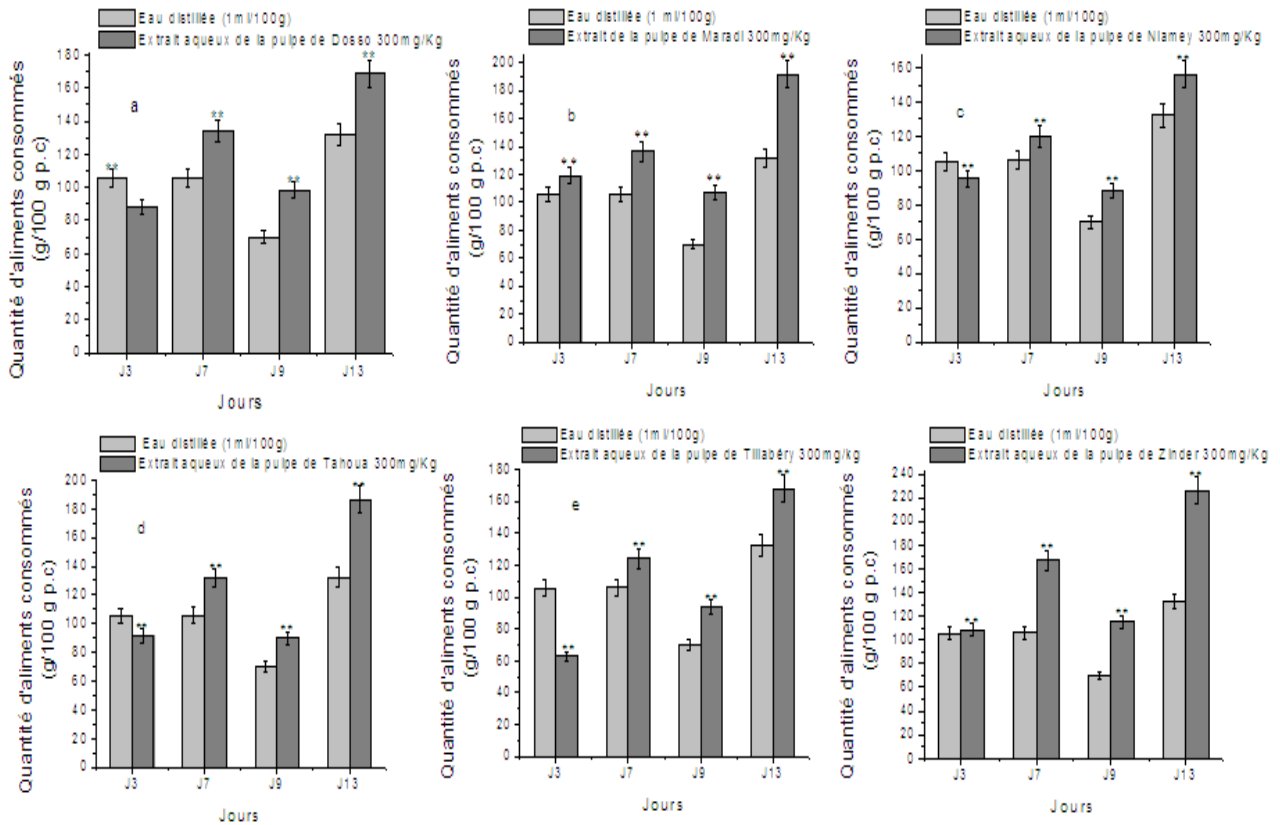 Eau distillée (1ml/100g)
Extrait aqueux de la pulpe de Dosso 300mg/Kg
Quantité d'aliments consommés
(g/100 g p.c)
180
160
140
120
100
80
60
40
20
0
a
**
**
**
**
J3 J7 J9 J13
Jours
Eau distillée (1 ml/100g)
Extrait de la pulpe de Maradi 300mg/Kg
Quantité d'aliments consommés
(g/100 g p.c)
200
180
160
140
120
100
80
60
40
20
0
b
**
**
**
**
J3 J7 J9 J13
Jours
Eau distillée (1 ml/100g)
Extrait aqueux de la pulpe de Niamey 300mg/Kg
Quantité d'aliments consommés
(g/100 g p.c)
160
140
120
100
80
60
40
20
0
c
**
**
**
**
J3 J7 J9 J13
Jours
Eau distillée (1ml/100g)
Extrait aqueux de la pulpe de Tahoua 300mg/Kg
Quantité d'aliments consommés
(g/100 g p.c)
200
180
160
140
120
100
80
60
40
20
0
d
**
**
**
**
J3 J7 J9 J13
Jours
Eau distillée (1ml/100g)
Extrait aqueux de la pulpe de Tillabéry 300mg/kg
Quantité d'aliments consommés
(g/100 g p.c)
160
140
120
100
80
60
40
20
0
e
**
**
**
**
J3 J7 J9 J13
Jours
Eau distillée (1ml/100g)
Extrait aqueux de la pulpe de Zinder 300mg/Kg
Quantité d'aliments consommés
(g/100 g p.c)
240
220
200
180
160
140
120
100
80
60
40
20
0
**
**
**
**
J3 J7 J9 J13
Jours